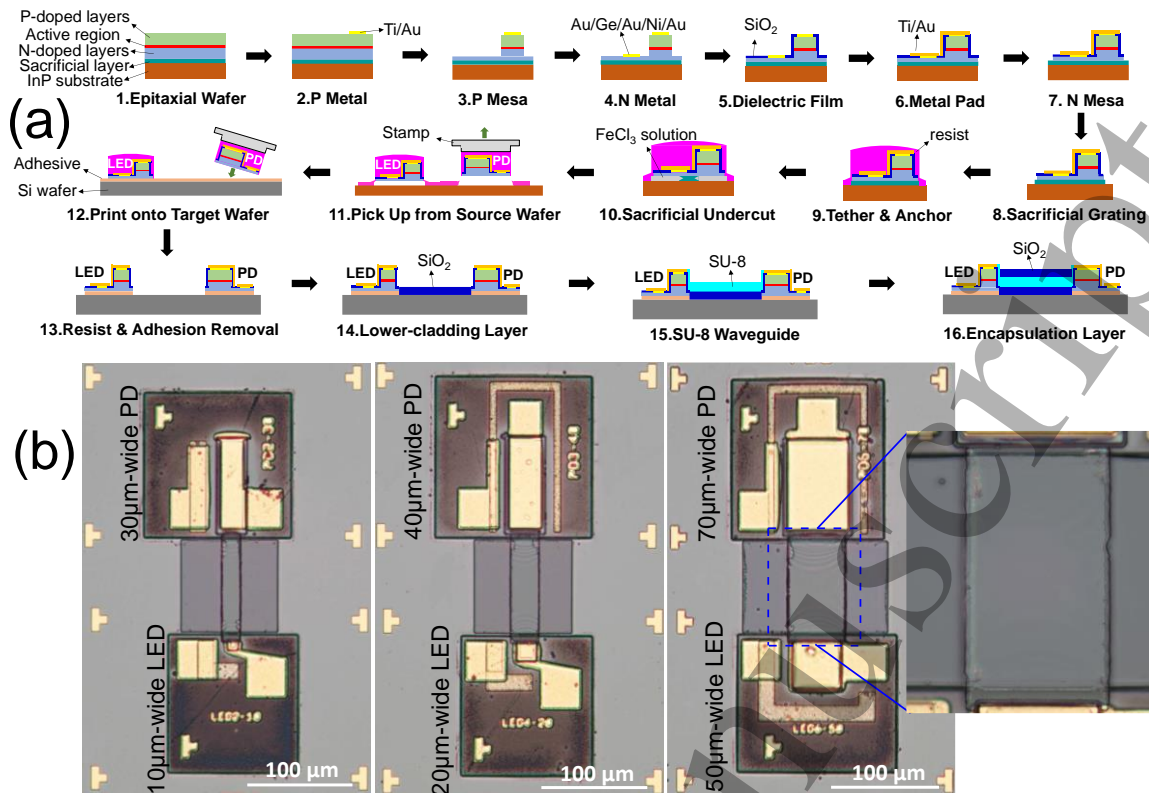 P-doped layers
Active region
N-doped layers
Sacrificial layer
InP substrate
Ti/Au
Au/Ge/Au/Ni/Au
SiO2
Ti/Au
1.Epitaxial Wafer
2.P Metal
3.P Mesa
4.N Metal
5.Dielectric Film
6.Metal Pad
7. N Mesa
(a)
Stamp
FeCl3 solution
resist
LED
PD
LED
PD
Adhesive
Si wafer
12.Print onto Target Wafer
11.Pick Up from Source Wafer
10.Sacrificial Undercut
9.Tether & Anchor
8.Sacrificial Grating
LED
PD
LED
SiO2
PD
LED
SU-8
PD
LED
SiO2
PD
13.Resist & Adhesion Removal
14.Lower-cladding Layer
15.SU-8 Waveguide
16.Encapsulation Layer
(b)
30µm-wide PD
10µm-wide LED
LED2-10
100 µm
40µm-wide PD
20µm-wide LED
100 µm
70µm-wide PD
50µm-wide LED
LED6-50
100 µm
nuscript